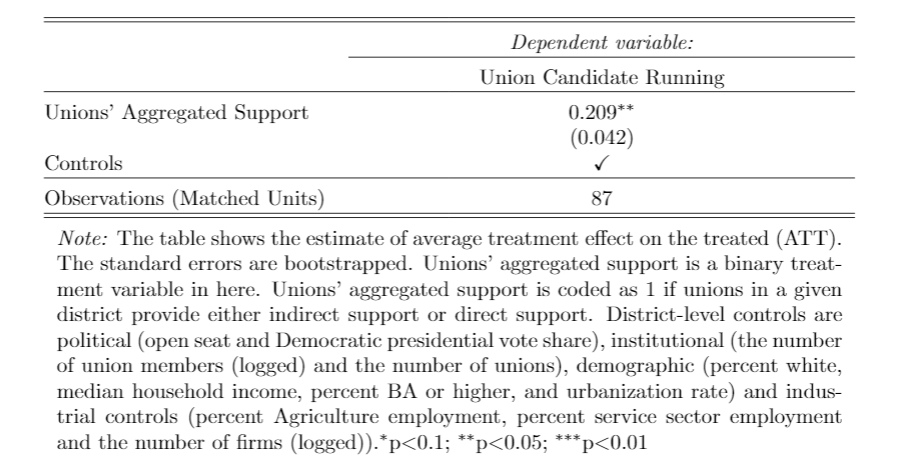 Dependent variable:
Union Candidate Running
Unions’ Aggregated Support 0.209**
(0.042)
Controls ✓
Observations (Matched Units) 87
Note: The table shows the estimate of average treatment effect on the treated (ATT).
The standard errors are bootstrapped. Unions’ aggregated support is a binary treat-
ment variable in here. Unions’ aggregated support is coded as 1 if unions in a given
district provide either indirect support or direct support. District-level controls are
political (open seat and Democratic presidential vote share), institutional (the number
of union members (logged) and the number of unions), demographic (percent white,
median household income, percent BA or higher, and urbanization rate) and indus-
trial controls (percent Agriculture employment, percent service sector employment
and the number of firms (logged)).*p<0.1; **p<0.05; ***p<0.01